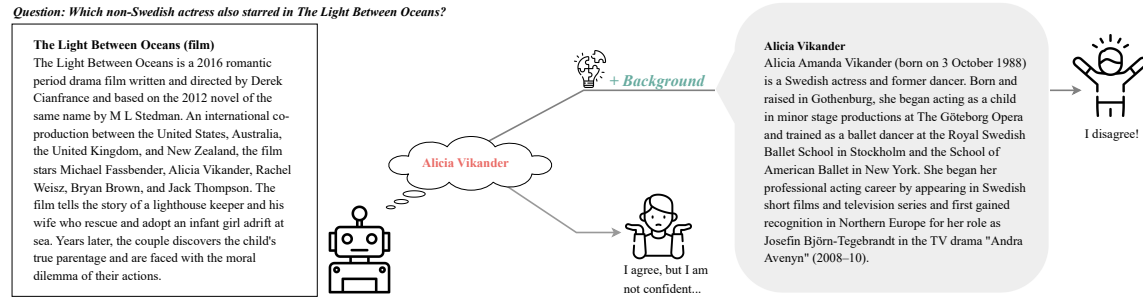 Question: Which non-Swedish actress also starred in The Light Between Oceans?
The Light Between Oceans (film)
The Light Between Oceans is a 2016 romantic
period drama film written and directed by Derek
Cianfrance and based on the 2012 novel of the
same name by M L Stedman. An international co-
production between the United States, Australia,
the United Kingdom, and New Zealand, the film
stars Michael Fassbender, Alicia Vikander, Rachel
Weisz, Bryan Brown, and Jack Thompson. The
film tells the story of a lighthouse keeper and his
wife who rescue and adopt an infant girl adrift at
sea. Years later, the couple discovers the child's
true parentage and are faced with the moral
dilemma of their actions.
Alicia Vikander
+ Background
I agree, but I am
not confident...
Alicia Vikander
Alicia Amanda Vikander (born on 3 October 1988)
is a Swedish actress and former dancer. Born and
raised in Gothenburg, she began acting as a child
in minor stage productions at The Göteborg Opera
and trained as a ballet dancer at the Royal Swedish
Ballet School in Stockholm and the School of
American Ballet in New York. She began her
professional acting career by appearing in Swedish
short films and television series and first gained
recognition in Northern Europe for her role as
Josefin Björn-Tegebrandt in the TV drama "Andra
Avenyn" (2008–10).
I disagree!